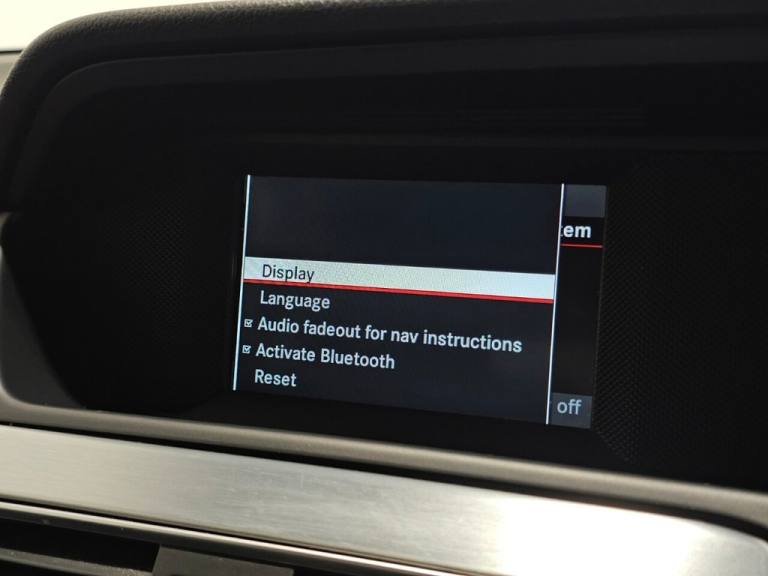 Display
Language
Audio fadeout for nav instructions
Activate Bluetooth
Reset
tem
off